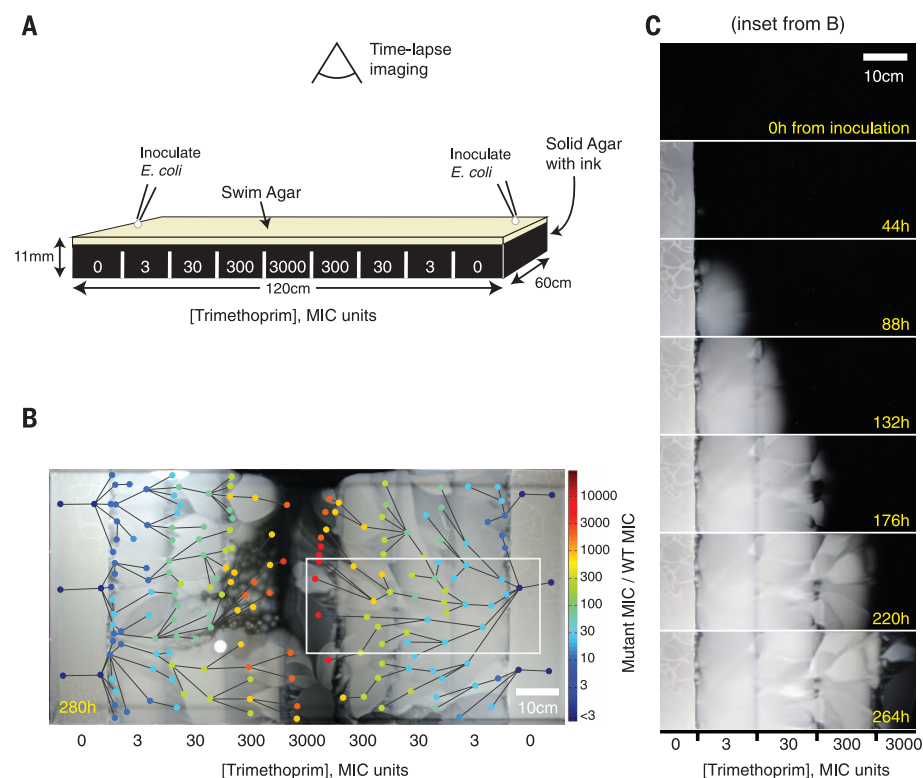 A
Time-lapse
imaging
Inoculate
E. coli
Swim Agar
Inoculate
E. coli
Solid Agar
with ink
11mm
0 3 30 300 3000 300 30 3 0
120cm
60cm
[Trimethoprim], MIC units
B
280h
10cm
0 3 30 300 3000 300 30 3 0
[Trimethoprim], MIC units
10000
3000
1000
300
100
30
10
3
<3
Mutant MIC / WT MIC
C
(inset from B)
10cm
0h from inoculation
44h
88h
132h
176h
220h
264h
0 3 30 300 3000
[Trimethoprim], MIC units